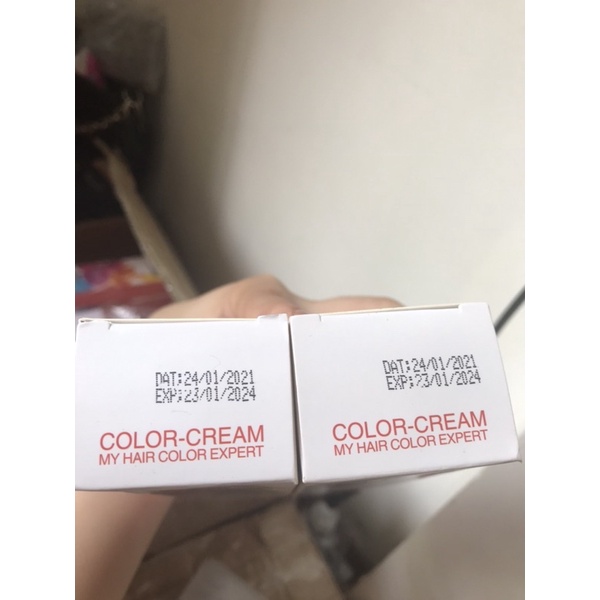 DAT:24/01/2021
EXP:23/01/2024
COLOR-CREAM
MY HAIR COLOR EXPERT
DAT:24/01/2021
EXP:23/01/2024
COLOR-CREAM
MY HAIR COLOR EXPERT